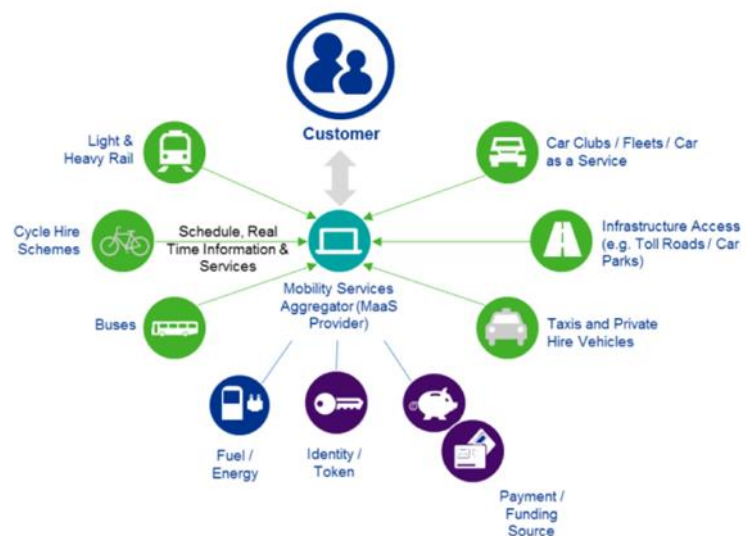 Customer
Light &
Heavy Rail
Car Clubs / Fleets / Car
as a Service
Cycle Hire
Schemes
Schedule, Real
Time Information &
Services
Infrastructure Access
(e.g. Toll Roads / Car
Parks)
Mobility Services
Aggregator (MaaS
Provider)
Buses
Taxis and Private
Hire Vehicles
Fuel /
Energy
Identity /
Token
Payment /
Funding
Source